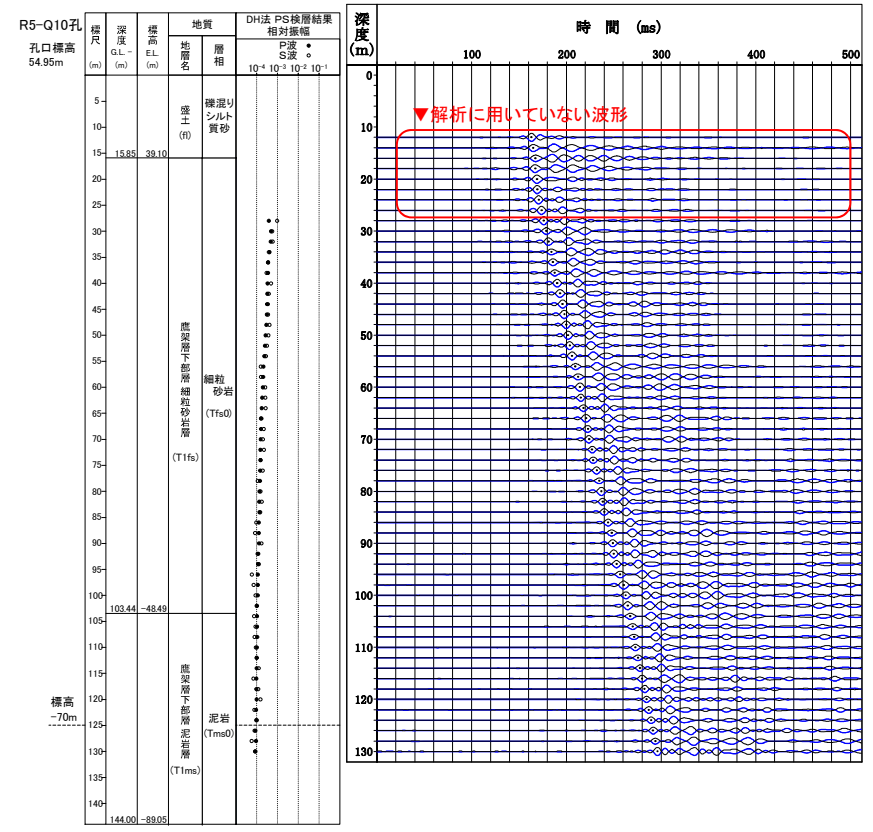 R5-Q10孔
孔口標高
54.95m
標尺
(m)
深度
G.L.-
(m)
標高
E.L.
(m)
地質
地層名
層相
DH法 PS検層結果
相対振幅
P波 ●
S波 ○
10⁻⁴ 10⁻³ 10⁻² 10⁻¹
5
10
15
20
25
30
35
40
45
50
55
60
65
70
75
80
85
90
95
100
105
110
115
120
125
130
135
140
15.85 39.10
103.44 -48.49
144.00 -89.05
盛土
(fl)
礫混り
シルト
質砂
鷹架層下部層 細粒砂岩層
(T1fs)
細粒
砂岩
(Tfs0)
鷹架層下部層 泥岩層
(T1ms)
泥岩
(Tms0)
標高
-70m
深度
(m)
時 間 (ms)
0 100 200 300 400 500
▼解析に用いていない波形
0
10
20
30
40
50
60
70
80
90
100
110
120
130